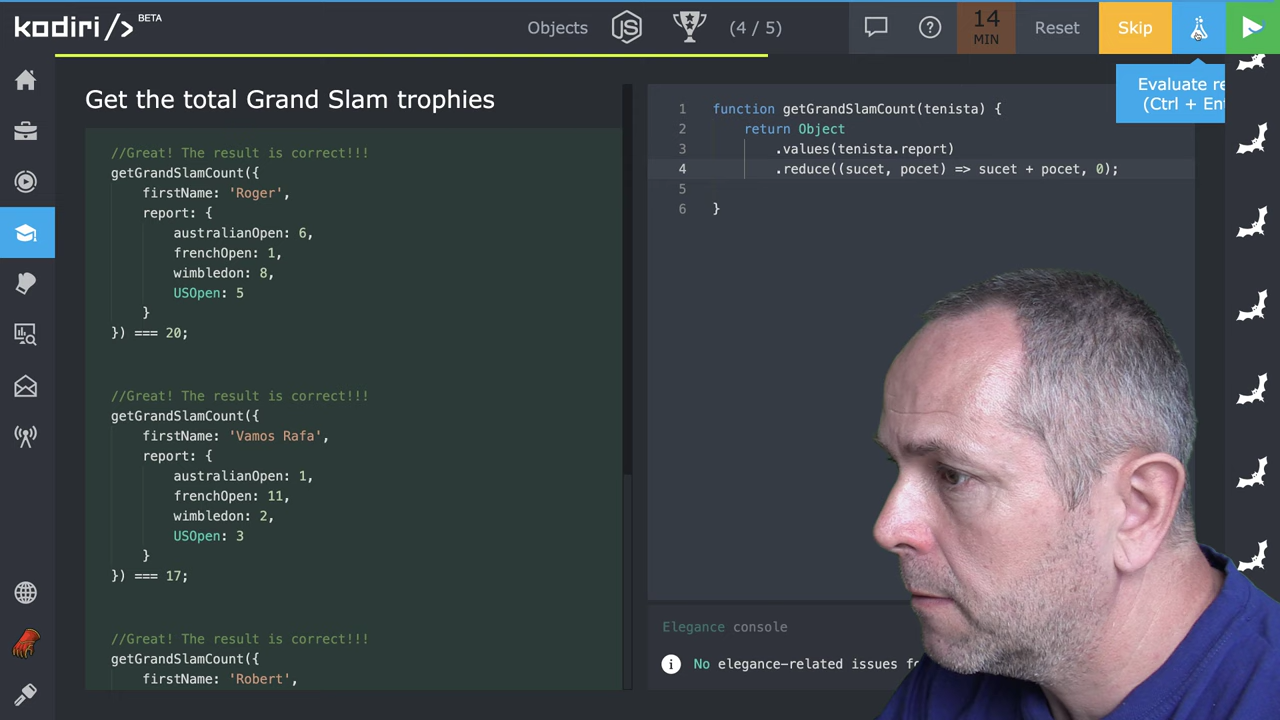 kodiri/> BETA
Objects
JS
(4 / 5)
14
MIN
Reset
Skip
Evaluate re
(Ctrl + En
Get the total Grand Slam trophies
//Great! The result is correct!!!
getGrandSlamCount({
firstName: 'Roger',
report: {
australianOpen: 6,
frenchOpen: 1,
wimbledon: 8,
USOpen: 5
}
}) === 20;
//Great! The result is correct!!!
getGrandSlamCount({
firstName: 'Vamos Rafa',
report: {
australianOpen: 1,
frenchOpen: 11,
wimbledon: 2,
USOpen: 3
}
}) === 17;
//Great! The result is correct!!!
getGrandSlamCount({
firstName: 'Robert',
1 function getGrandSlamCount(tenista) {
2 return Object
3 .values(tenista.report)
4 .reduce((sucet, pocet) => sucet + pocet, 0);
5
6 }
Elegance console
No elegance-related issues fo